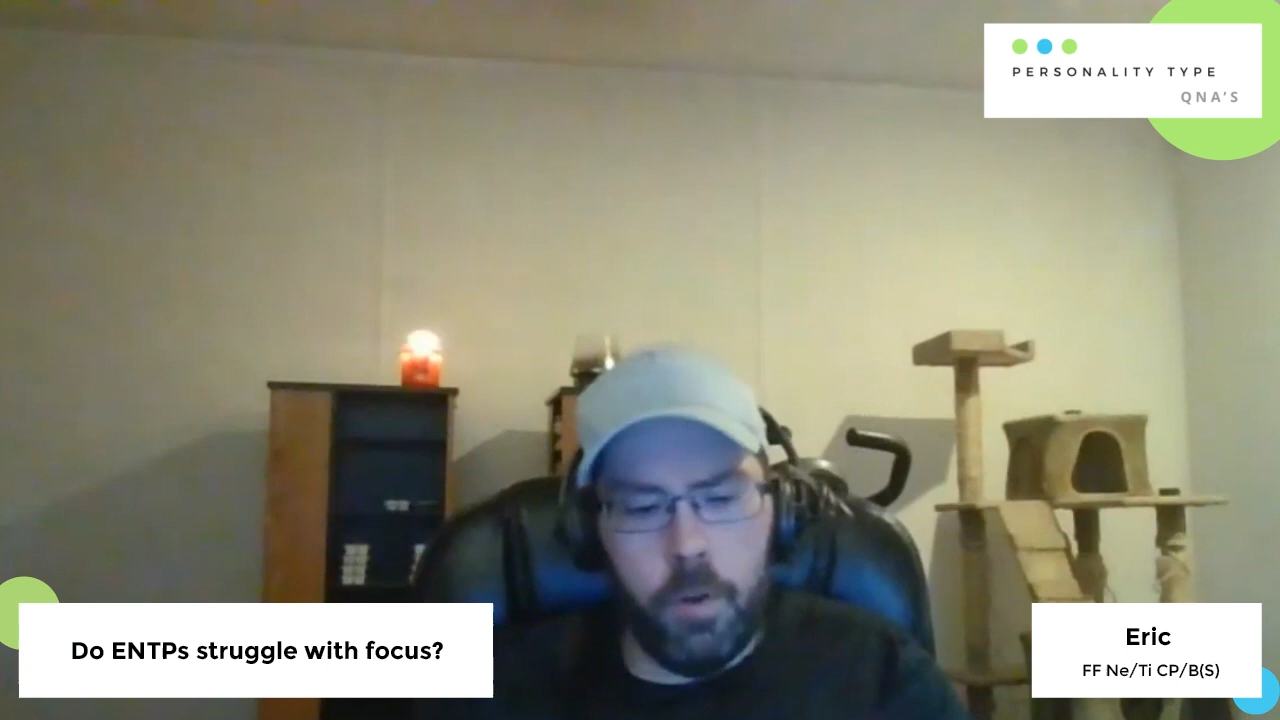 PERSONALITY TYPE
QNA'S
Do ENTPs struggle with focus?
Eric
FF Ne/Ti CP/B(S)